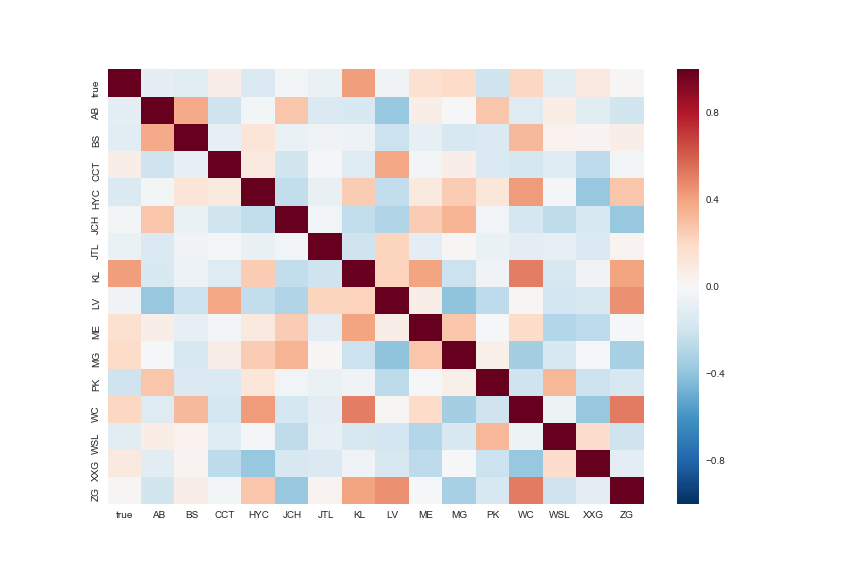 true
AB
BS
CCT
HYC
JCH
JTL
KL
LV
ME
MG
PK
WC
WSL
XXG
ZG
true AB BS CCT HYC JCH JTL KL LV ME MG PK WC WSL XXG ZG
0.8
0.4
0.0
−0.4
−0.8